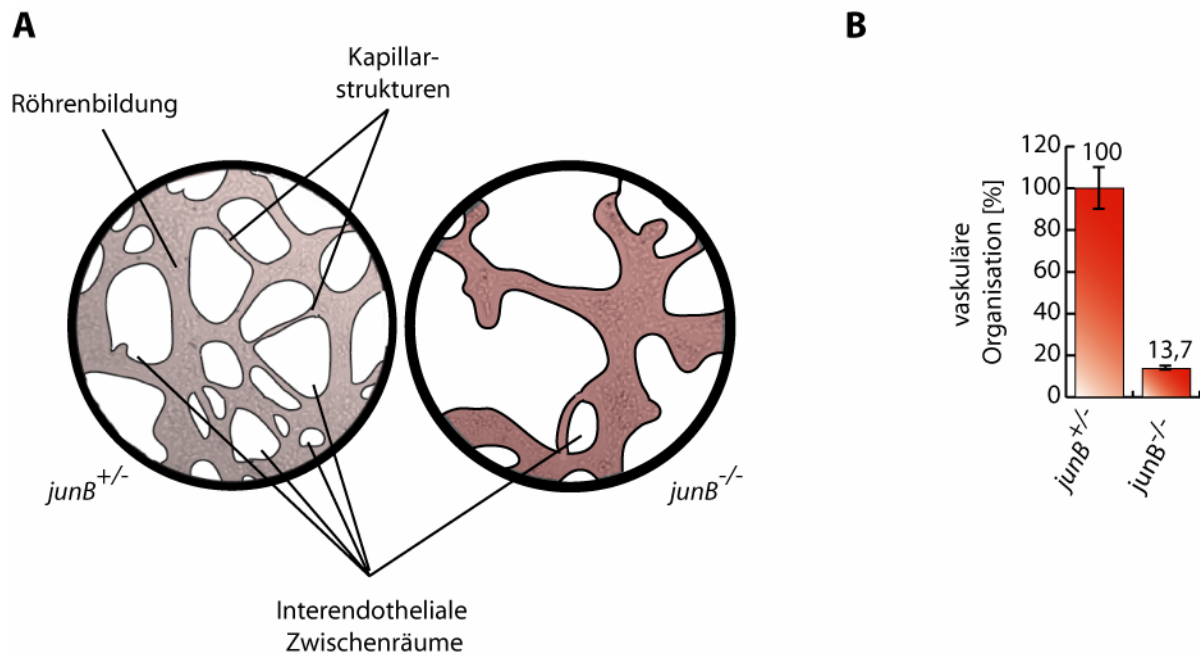 A
Kapillar-
strukturen
Röhrenbildung
junB+/-
junB-/-
Interendotheliale
Zwischenräume
B
vaskuläre
Organisation [%]
120
100
80
60
40
20
0
100
13,7
junB+/-
junB-/-